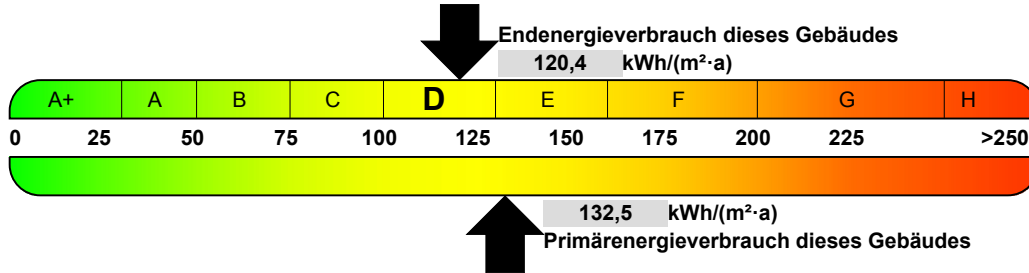 Endenergieverbrauch dieses Gebäudes
120,4 kWh/(m²·a)
A+ A B C D E F G H
0 25 50 75 100 125 150 175 200 225 >250
132,5 kWh/(m²·a)
Primärenergieverbrauch dieses Gebäudes